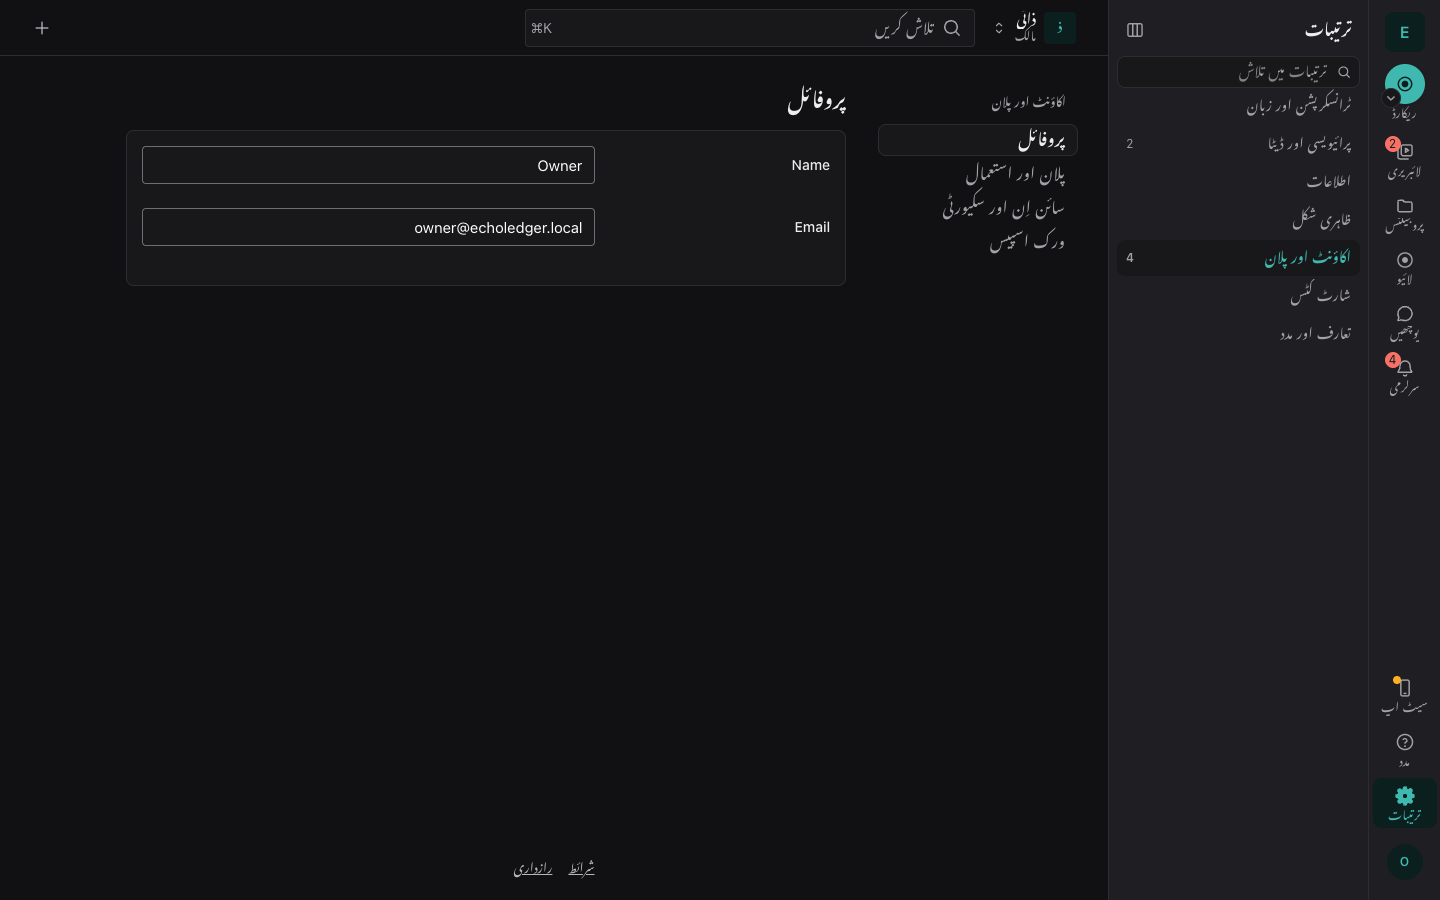 E
ریکارڈ
2
لائبریری
پروجیکٹس
لائیو
پوچھیں
4
سرگرمی
سیٹ اپ
مدد
ترتیبات
O
ترتیبات
ترتیبات میں تلاش
ٹرانسکرپشن اور زبان
پرائیویسی اور ڈیٹا 2
اطلاعات
ظاہری شکل
اکاؤنٹ اور پلان 4
شارٹ کٹس
تعارف اور مدد
ذ
ذاتی
مالک
تلاش کریں ⌘K
اکاؤنٹ اور پلان
پروفائل
پلان اور استعمال
سائن اِن اور سکیورٹی
ورک اسپیس
پروفائل
Name Owner
Email owner@echoledger.local
شرائط رازداری